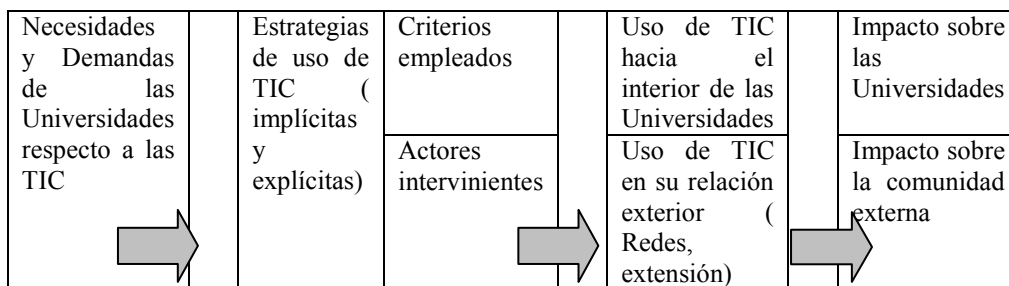 Necesidades
y Demandas
de las
Universidades
respecto a las
TIC
Estrategias
de uso de
TIC (
implícitas
y
explícitas)
Criterios
empleados
Actores
intervinientes
Uso de TIC
hacia el
interior de las
Universidades
Uso de TIC
en su relación
exterior (
Redes,
extensión)
Impacto sobre
las
Universidades
Impacto sobre
la comunidad
externa